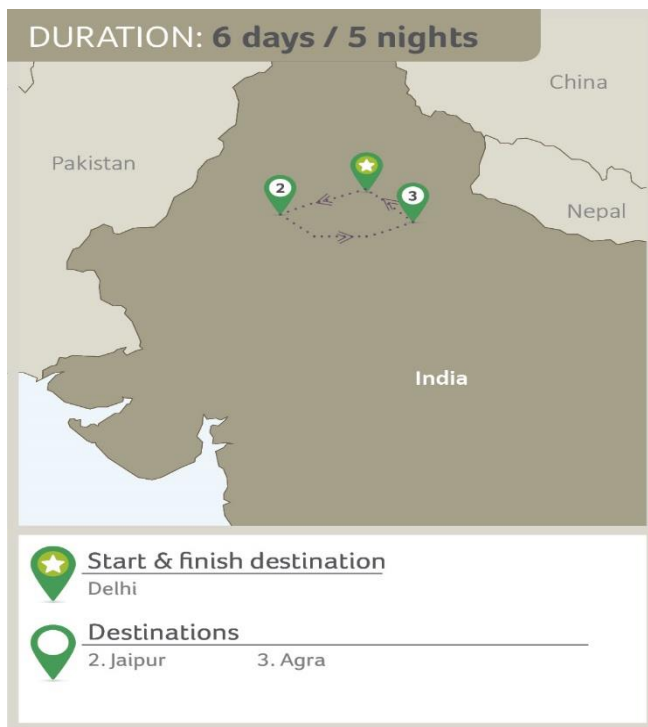 DURATION: 6 days / 5 nights
China
Pakistan
2
3
Nepal
India
Start & finish destination
Delhi
Destinations
2. Jaipur 3. Agra